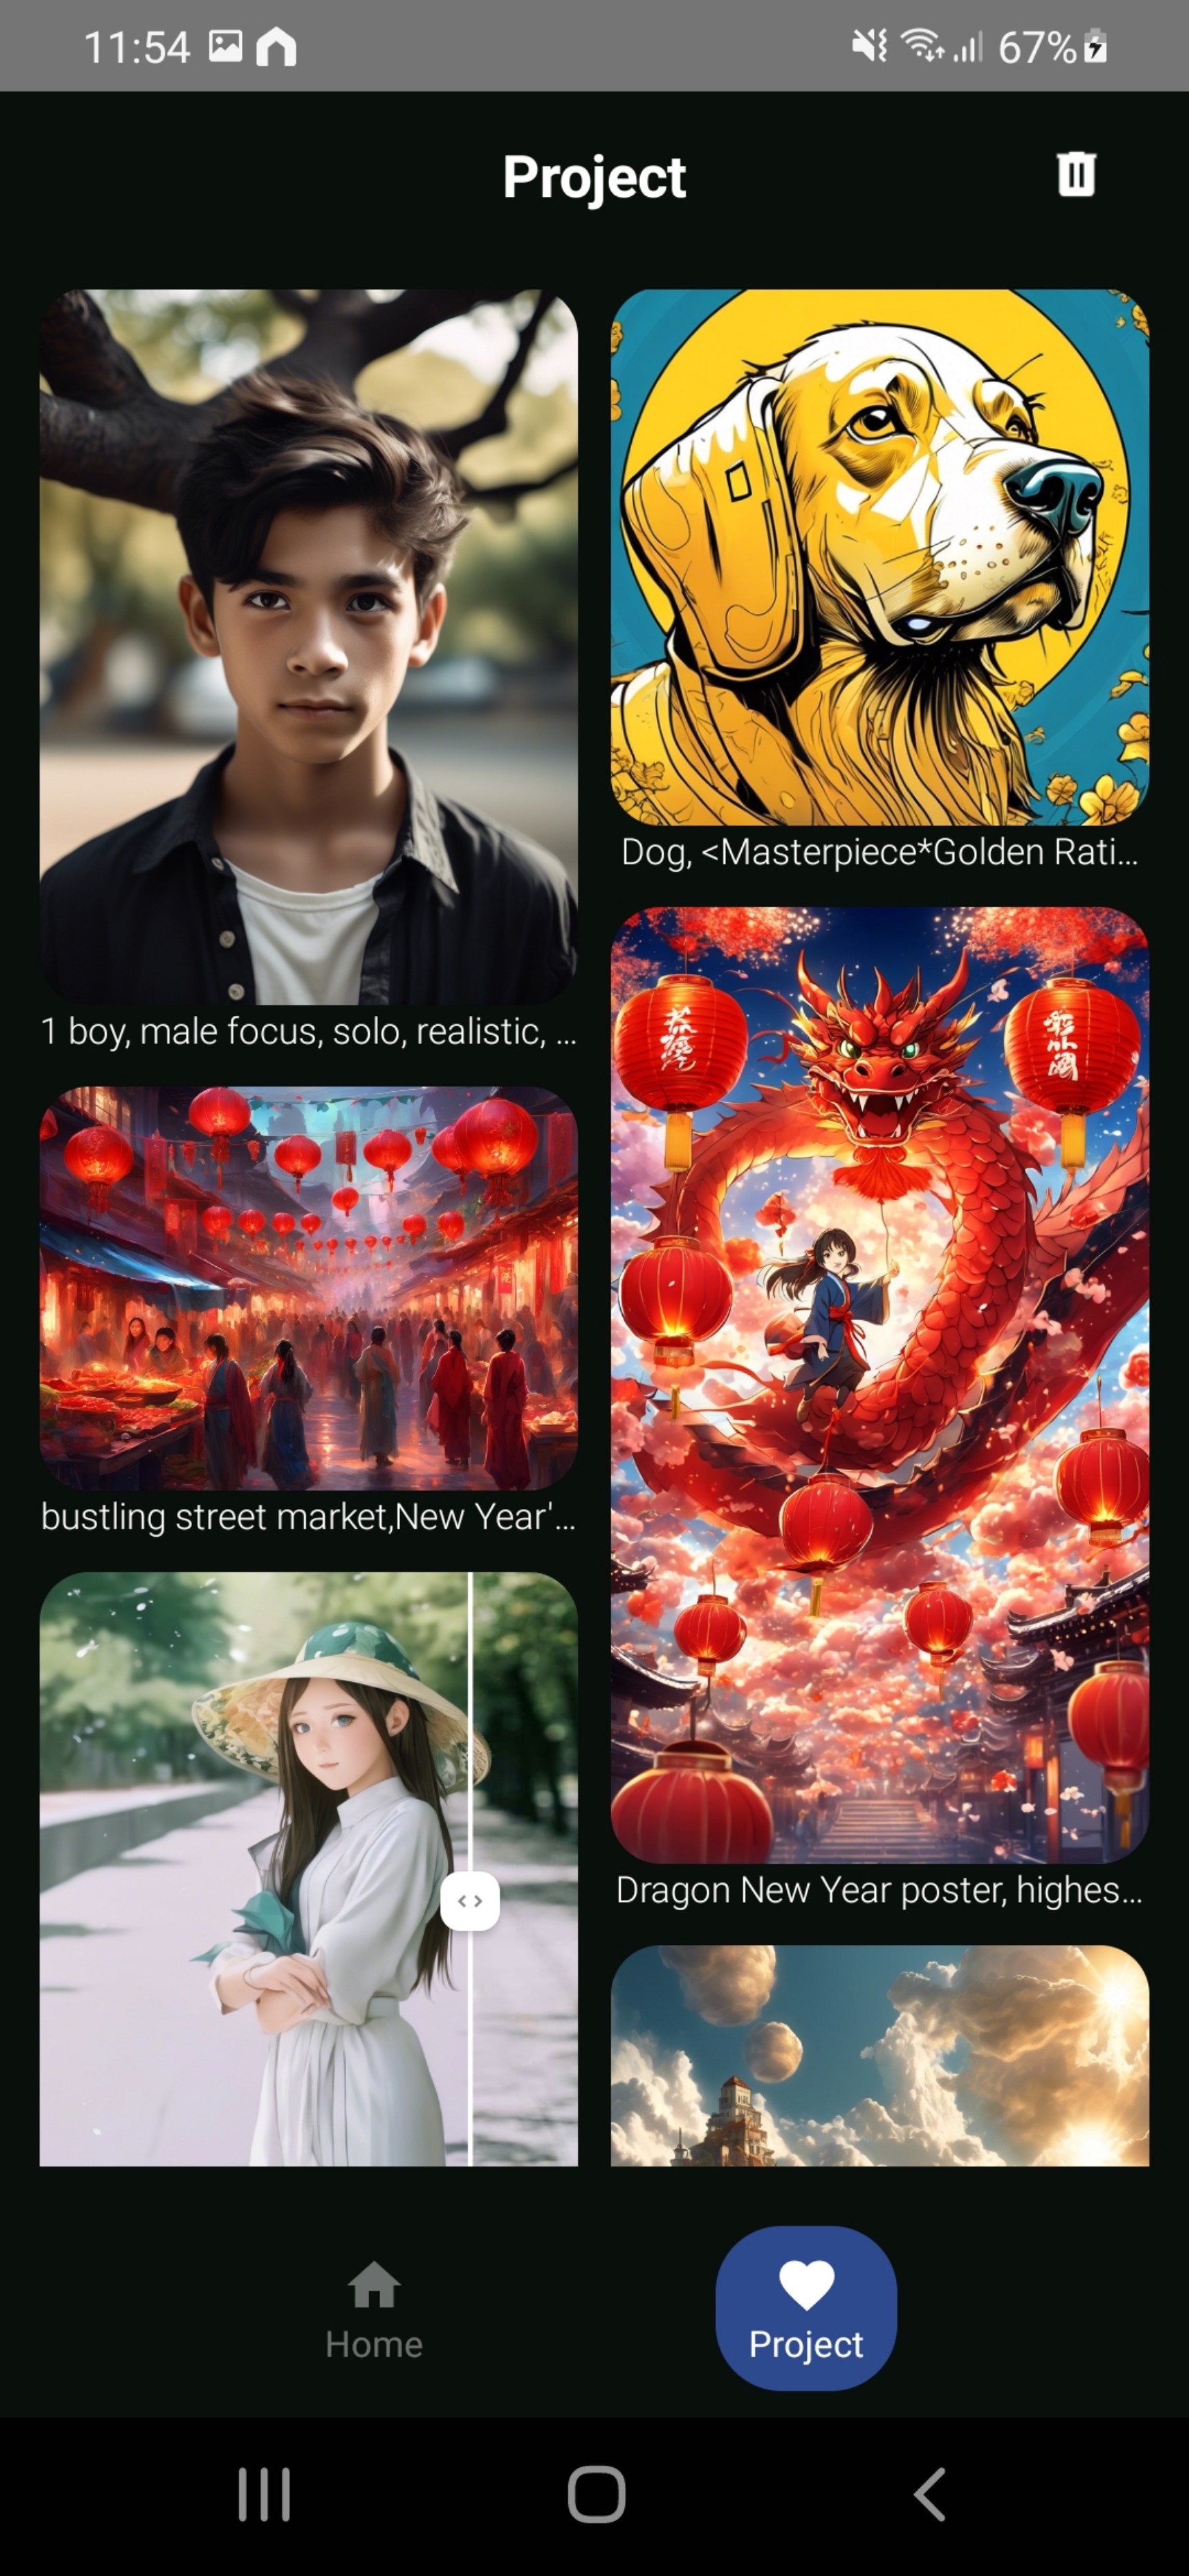 11:54
67%
Project
1 boy, male focus, solo, realistic, ...
Dog, <Masterpiece*Golden Rati...
bustling street market,New Year'...
Dragon New Year poster, highes...
Home
Project